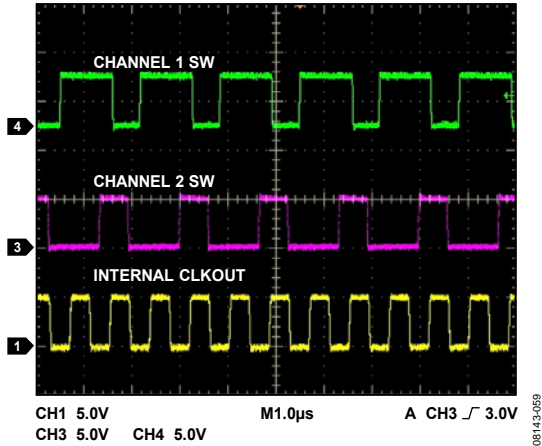 CHANNEL 1 SW
4
CHANNEL 2 SW
3
INTERNAL CLKOUT
1
CH1 5.0V M1.0µs A CH3 3.0V
CH3 5.0V CH4 5.0V
08143-059